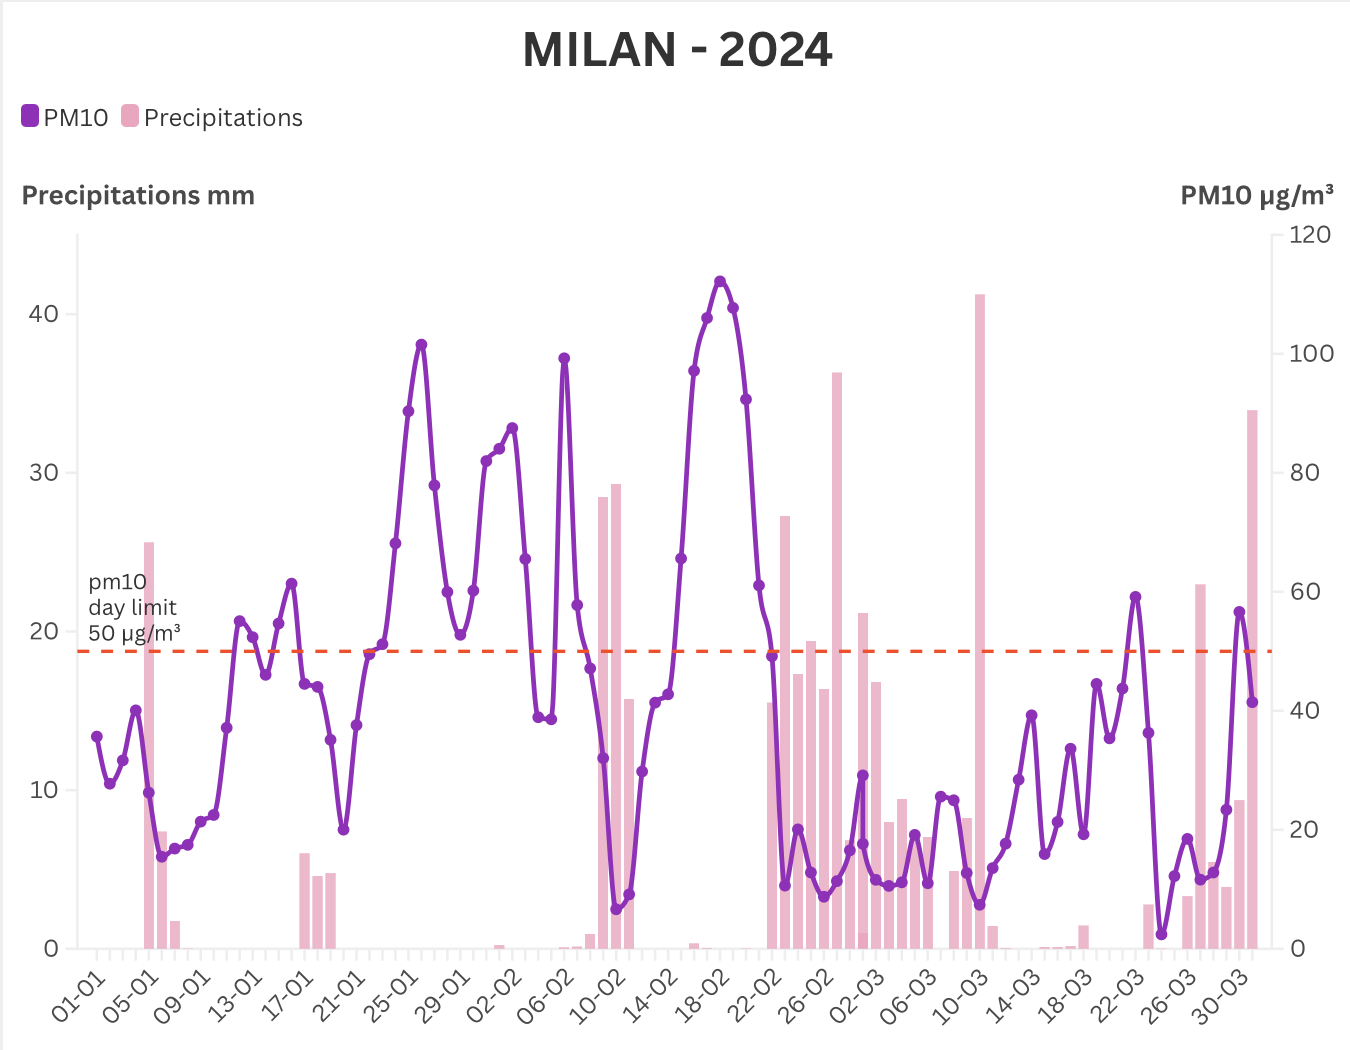 MILAN - 2024
PM10 Precipitations
Precipitations mm PM10 µg/m³
120
40
100
30 80
pm10
day limit
50 µg/m³
60
20
40
10
20
0 0
01-01 05-01 09-01 13-01 17-01 21-01 25-01 29-01 02-02 06-02 10-02 14-02 18-02 22-02 26-02 02-03 06-03 10-03 14-03 18-03 22-03 26-03 30-03